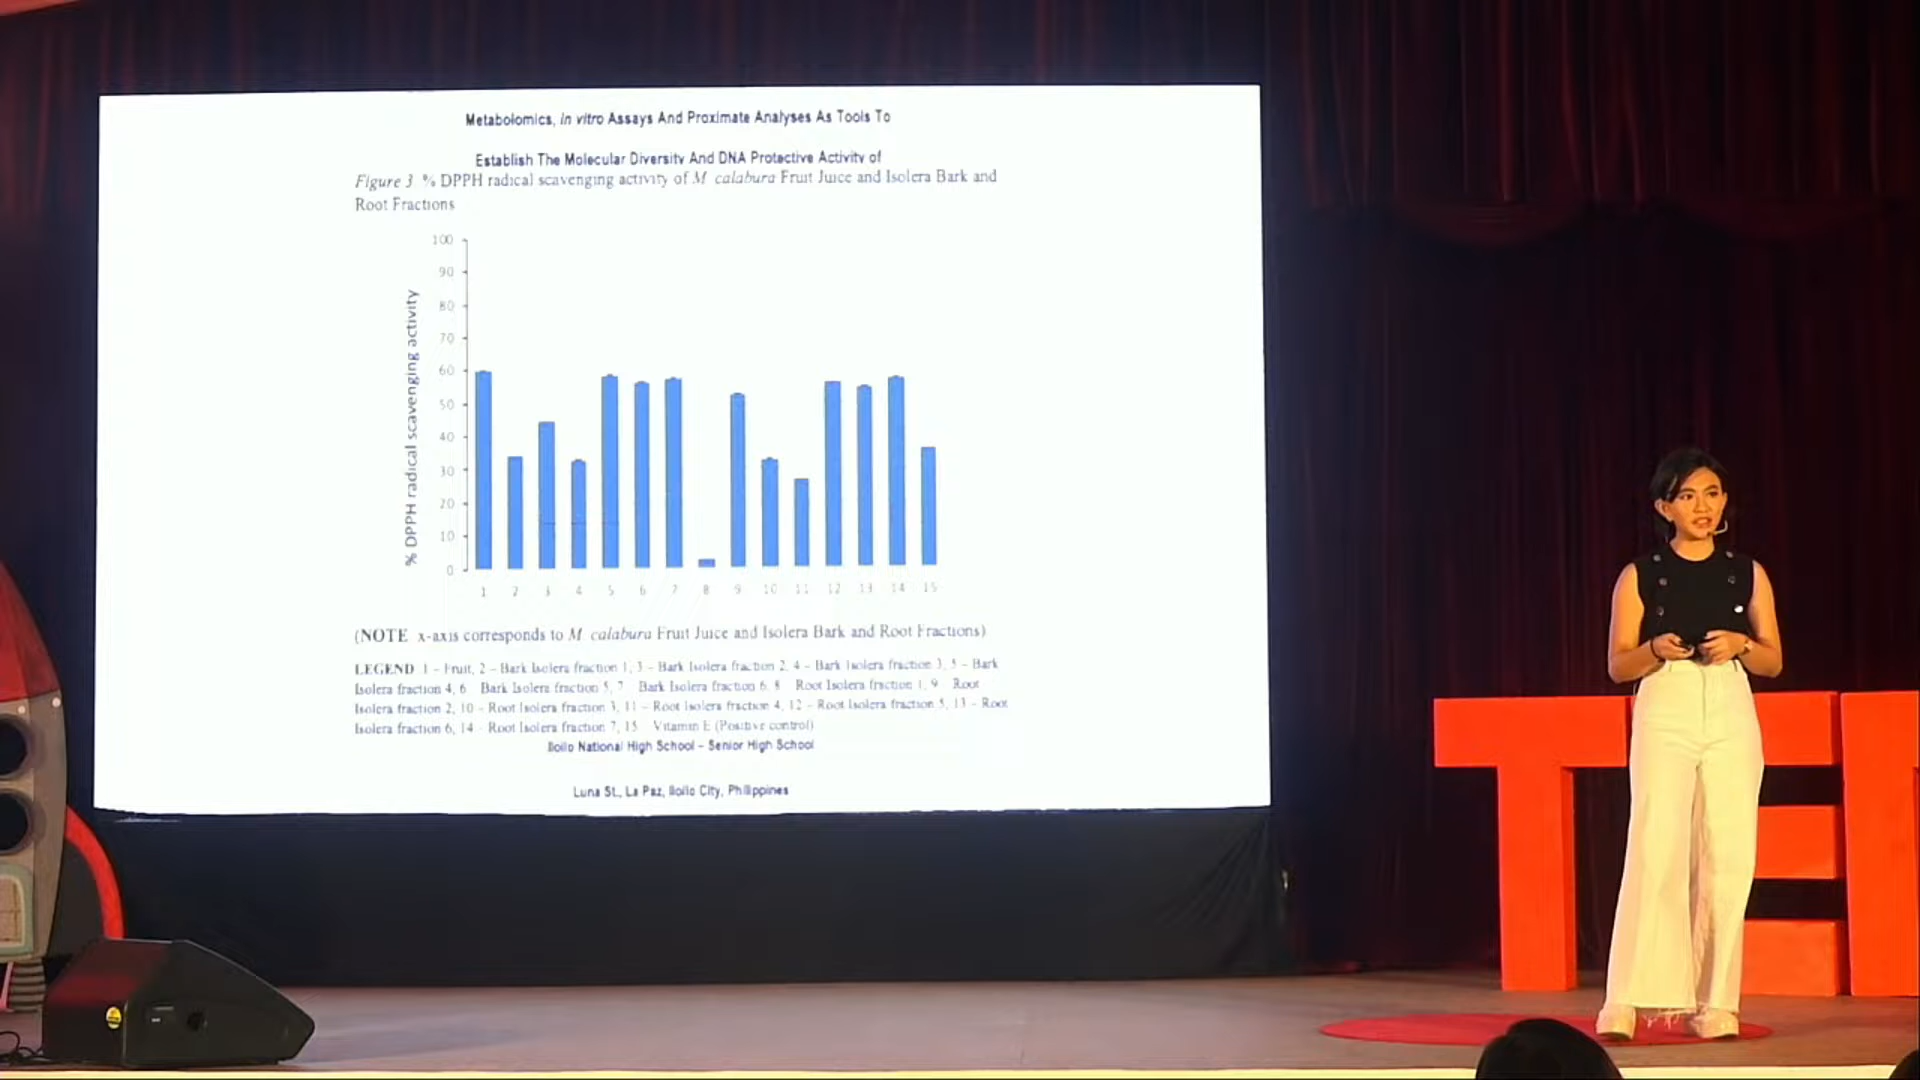 Metabolomics, In vitro Assays And Proximate Analyses As Tools To
Establish The Molecular Diversity And DNA Protective Activity of
Figure 3 % DPPH radical scavenging activity of M calabura Fruit Juice and Isolera Bark and
Root Fractions
% DPPH radical scavenging activity
100
90
80
70
60
50
40
30
20
10
0
1 2 3 4 5 6 7 8 9 10 11 12 13 14 15
(NOTE x-axis corresponds to M calabura Fruit Juice and Isolera Bark and Root Fractions)
LEGEND 1 – Fruit, 2 – Bark Isolera fraction 1, 3 – Bark Isolera fraction 2, 4 – Bark Isolera fraction 3, 5 – Bark
Isolera fraction 4, 6 Bark Isolera fraction 5, 7 Bark Isolera fraction 6, 8 Root Isolera fraction 1, 9 Root
Isolera fraction 2, 10 – Root Isolera fraction 3, 11 – Root Isolera fraction 4, 12 – Root Isolera fraction 5, 13 – Root
Isolera fraction 6, 14 – Root Isolera fraction 7, 15 Vitamin E (Positive control)
Iloilo National High School – Senior High School
Luna St., La Paz, Iloilo City, Philippines
TED